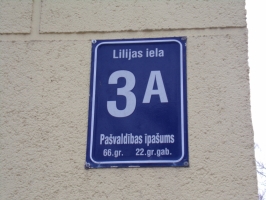 Lilijas iela
3A
Pašvaldības īpašums
66.gr. 22.gr.gab.